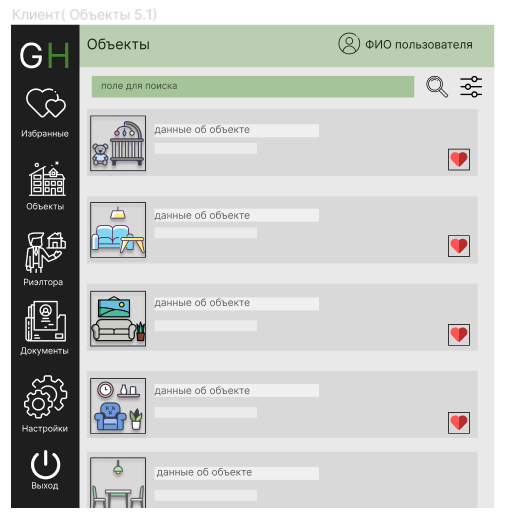 Клиент( Объекты 5.1)
GH
Объекты
ФИО пользователя
поле для поиска
Избранные
Объекты
Риэлтора
Документы
Настройки
Выход
данные об объекте
данные об объекте
данные об объекте
данные об объекте
данные об объекте